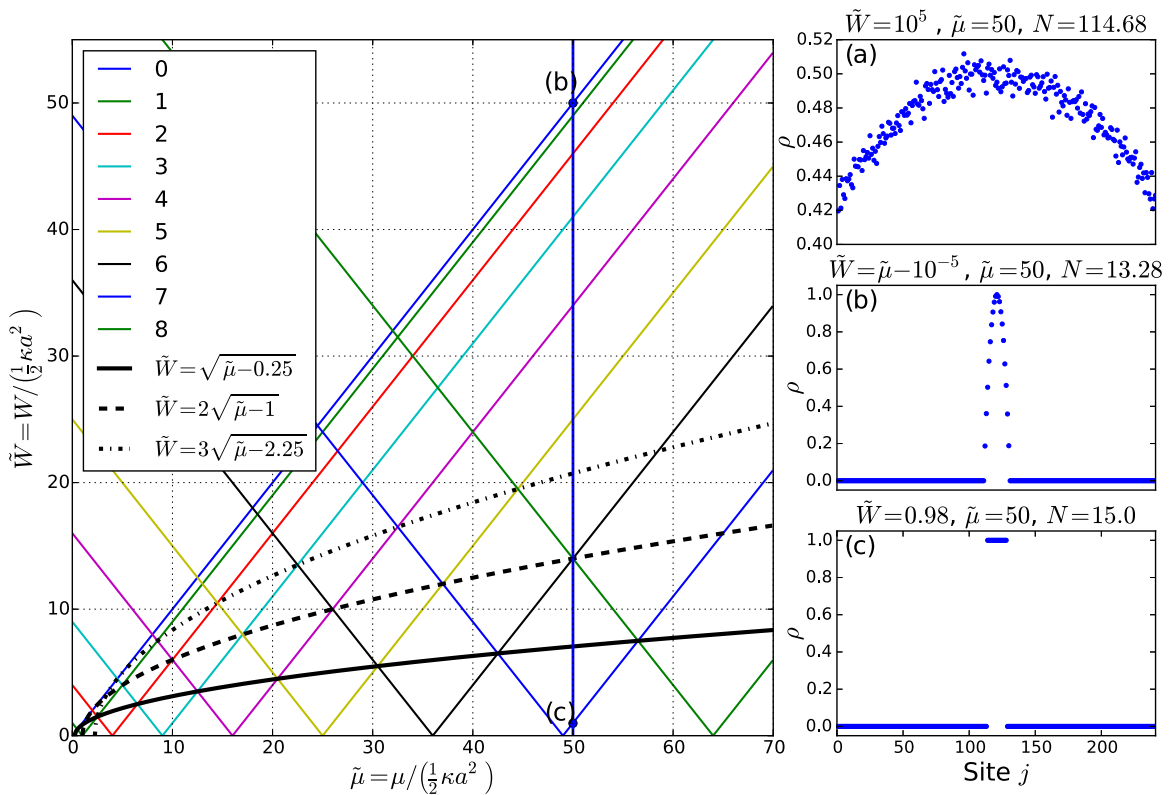 50
40
30
20
10
0
W̃=W/(½κa²)
0
1
2
3
4
5
6
7
8
W̃=√(μ̃−0.25)
W̃=2√(μ̃−1)
W̃=3√(μ̃−2.25)
(b)
(c)
0 10 20 30 40 50 60 70
μ̃=μ/(½κa²)
W̃=10⁵ , μ̃=50, N=114.68
(a)
0.52
0.50
0.48
0.46
0.44
0.42
0.40
ρ
W̃=μ̃−10⁻⁵ , μ̃=50, N=13.28
(b)
1.0
0.8
0.6
0.4
0.2
0.0
ρ
W̃=0.98, μ̃=50, N=15.0
(c)
1.0
0.8
0.6
0.4
0.2
0.0
ρ
0 50 100 150 200
Site j